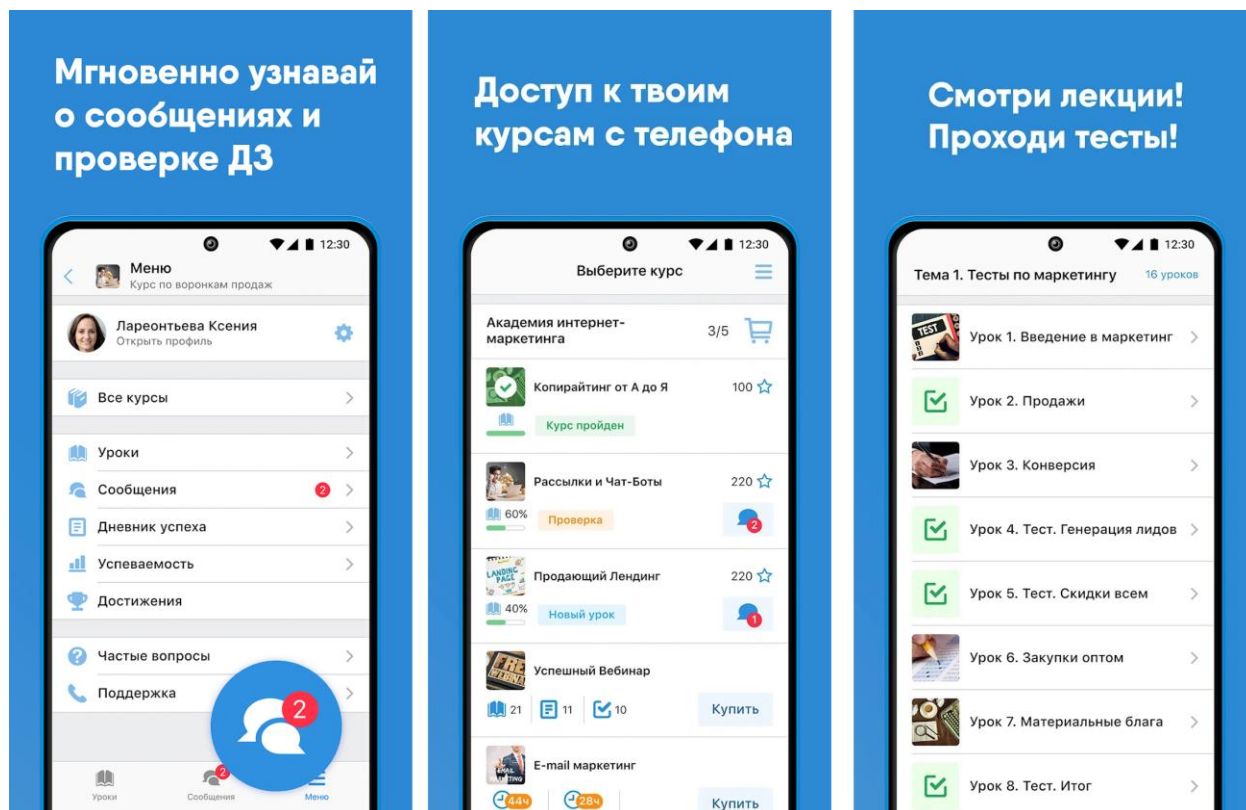 Мгновенно узнавай
о сообщениях и
проверке ДЗ
12:30
Меню
Курс по воронкам продаж
Лареонтьева Ксения
Открыть профиль
Все курсы
Уроки
Сообщения 2
Дневник успеха
Успеваемость
Достижения
Частые вопросы
Поддержка
2
2
Уроки Сообщения Меню
Доступ к твоим
курсам с телефона
12:30
Выберите курс
Академия интернет-
маркетинга
3/5
Копирайтинг от А до Я 100
Курс пройден
Рассылки и Чат-Боты 220
60% Проверка 2
LANDING
PAGE
Продающий Лендинг 220
40% Новый урок 1
Успешный Вебинар
21 11 10 Купить
E-mail маркетинг
44ч 28ч Купить
Смотри лекции!
Проходи тесты!
12:30
Тема 1. Тесты по маркетингу 16 уроков
TEST
Урок 1. Введение в маркетинг
Урок 2. Продажи
Урок 3. Конверсия
Урок 4. Тест. Генерация лидов
Урок 5. Тест. Скидки всем
Урок 6. Закупки оптом
Урок 7. Материальные блага
Урок 8. Тест. Итог